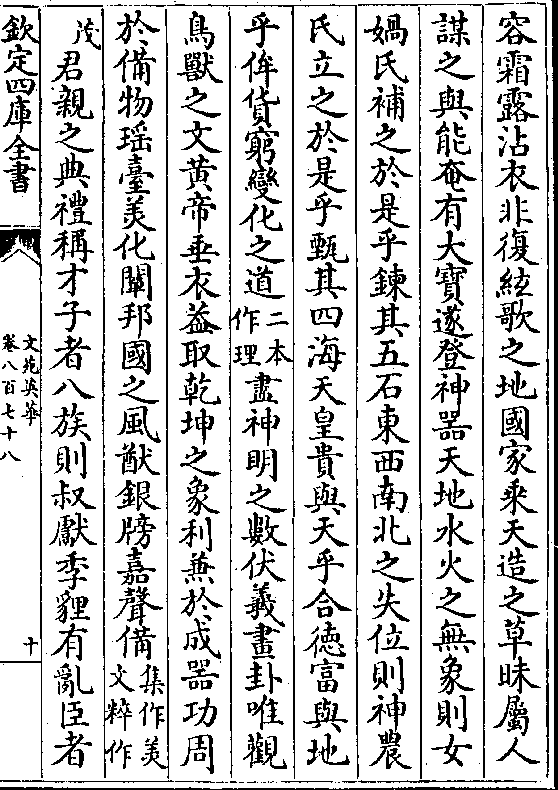 容霜露沾衣非復絃歌之地國家乘天造之草昧屬人
謀之與能奄有大寶遂登神器天地水火之無象則女
媧氏補之於是乎鍊其五石東西南北之失位則神農
氏立之於是乎甄其四海天皇貴與天乎合德富與地
乎侔貨窮變化之道二本作理盡神明之數伏羲畫卦唯觀
鳥獸之文黄帝垂衣葢取乾坤之象利兼於成器功周
於備物瑶臺美化闡邦國之風猷銀牓嘉聲備集作美文粹作
茂君親之典禮稱才子者八族則叔獻季貍有亂臣者
欽定四庫全書
文苑英華
卷八百七十八
十